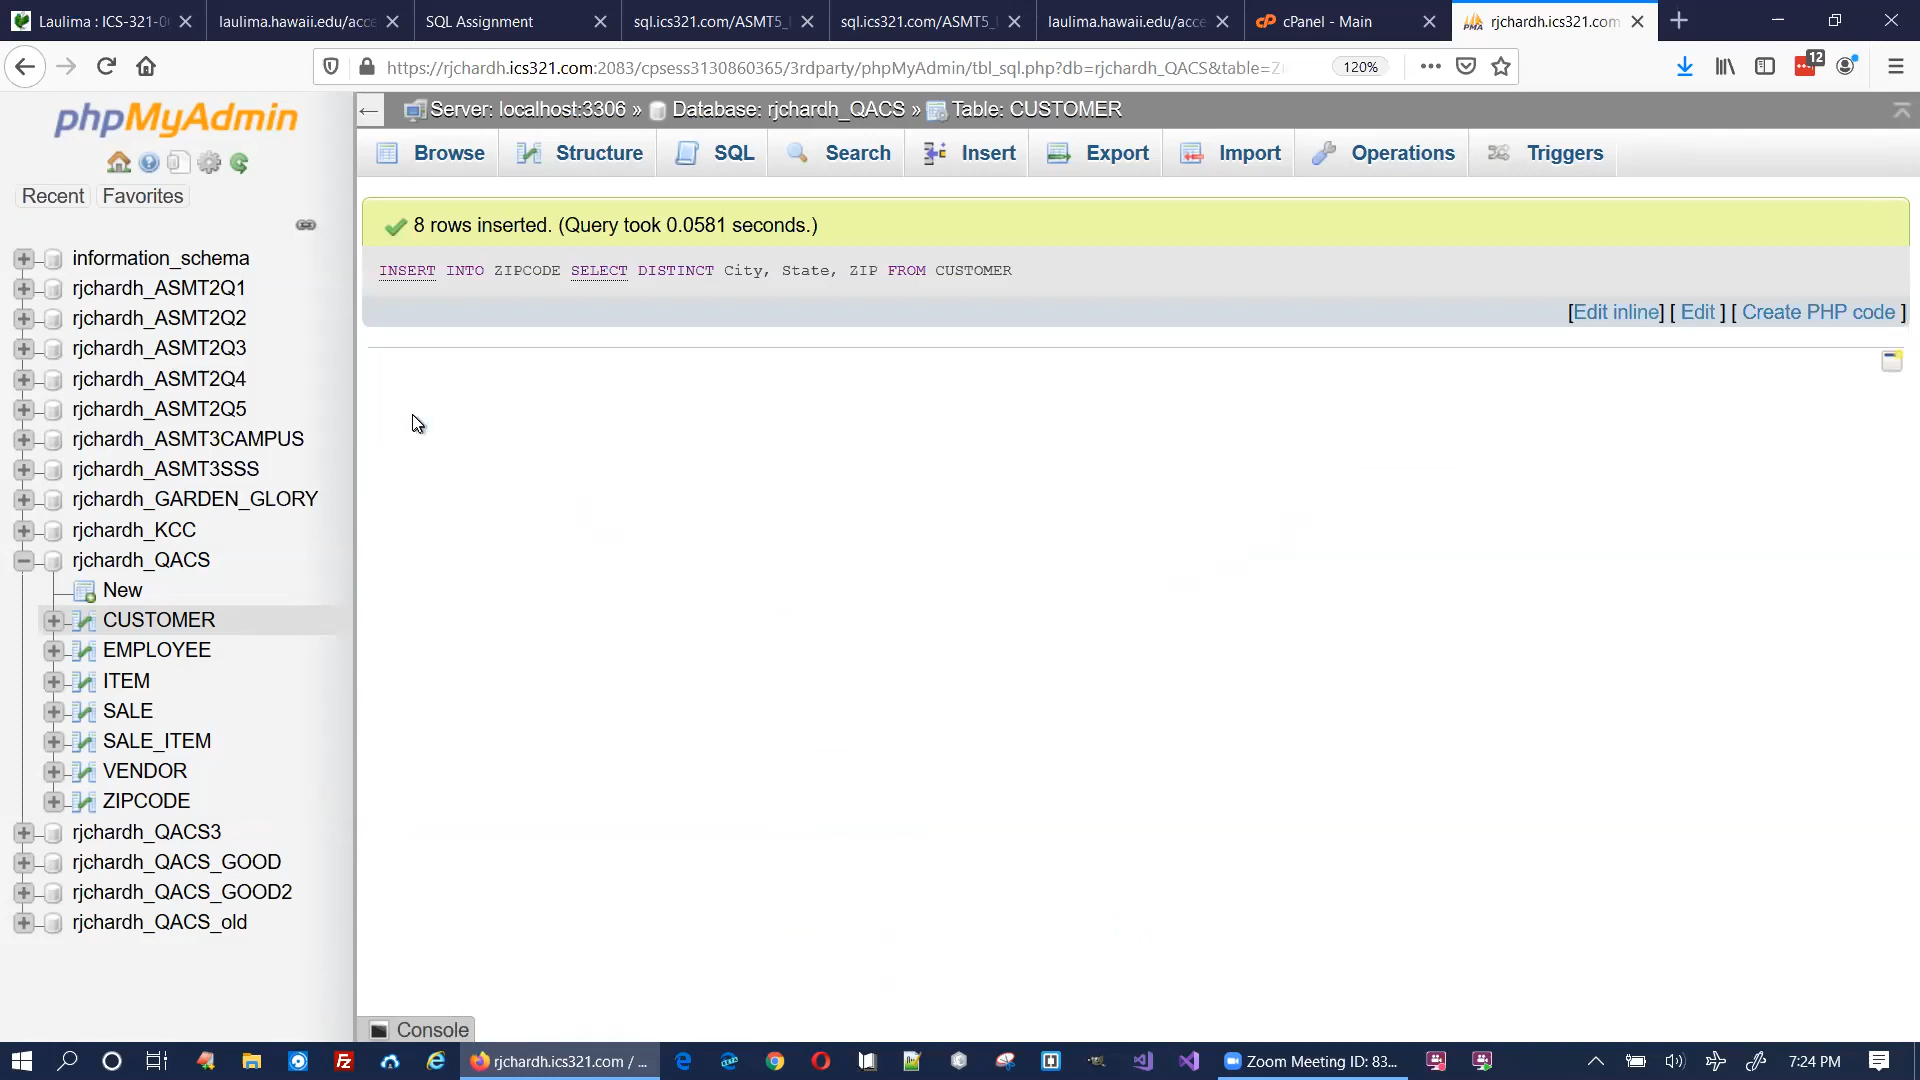 Laulima : ICS-321-0
laulima.hawaii.edu/acce
SQL Assignment
sql.ics321.com/ASMT5_
sql.ics321.com/ASMT5_
laulima.hawaii.edu/acce
cPanel - Main
rjchardh.ics321.com
https://rjchardh.ics321.com:2083/cpsess3130860365/3rdparty/phpMyAdmin/tbl_sql.php?db=rjchardh_QACS&table=Z
120%
12
phpMyAdmin
Recent
Favorites
information_schema
rjchardh_ASMT2Q1
rjchardh_ASMT2Q2
rjchardh_ASMT2Q3
rjchardh_ASMT2Q4
rjchardh_ASMT2Q5
rjchardh_ASMT3CAMPUS
rjchardh_ASMT3SSS
rjchardh_GARDEN_GLORY
rjchardh_KCC
rjchardh_QACS
New
CUSTOMER
EMPLOYEE
ITEM
SALE
SALE_ITEM
VENDOR
ZIPCODE
rjchardh_QACS3
rjchardh_QACS_GOOD
rjchardh_QACS_GOOD2
rjchardh_QACS_old
Server: localhost:3306 » Database: rjchardh_QACS » Table: CUSTOMER
Browse
Structure
SQL
Search
Insert
Export
Import
Operations
Triggers
8 rows inserted. (Query took 0.0581 seconds.)
INSERT INTO ZIPCODE SELECT DISTINCT City, State, ZIP FROM CUSTOMER
[Edit inline] [ Edit ] [ Create PHP code ]
Console
rjchardh.ics321.com / ...
Zoom Meeting ID: 83...
7:24 PM